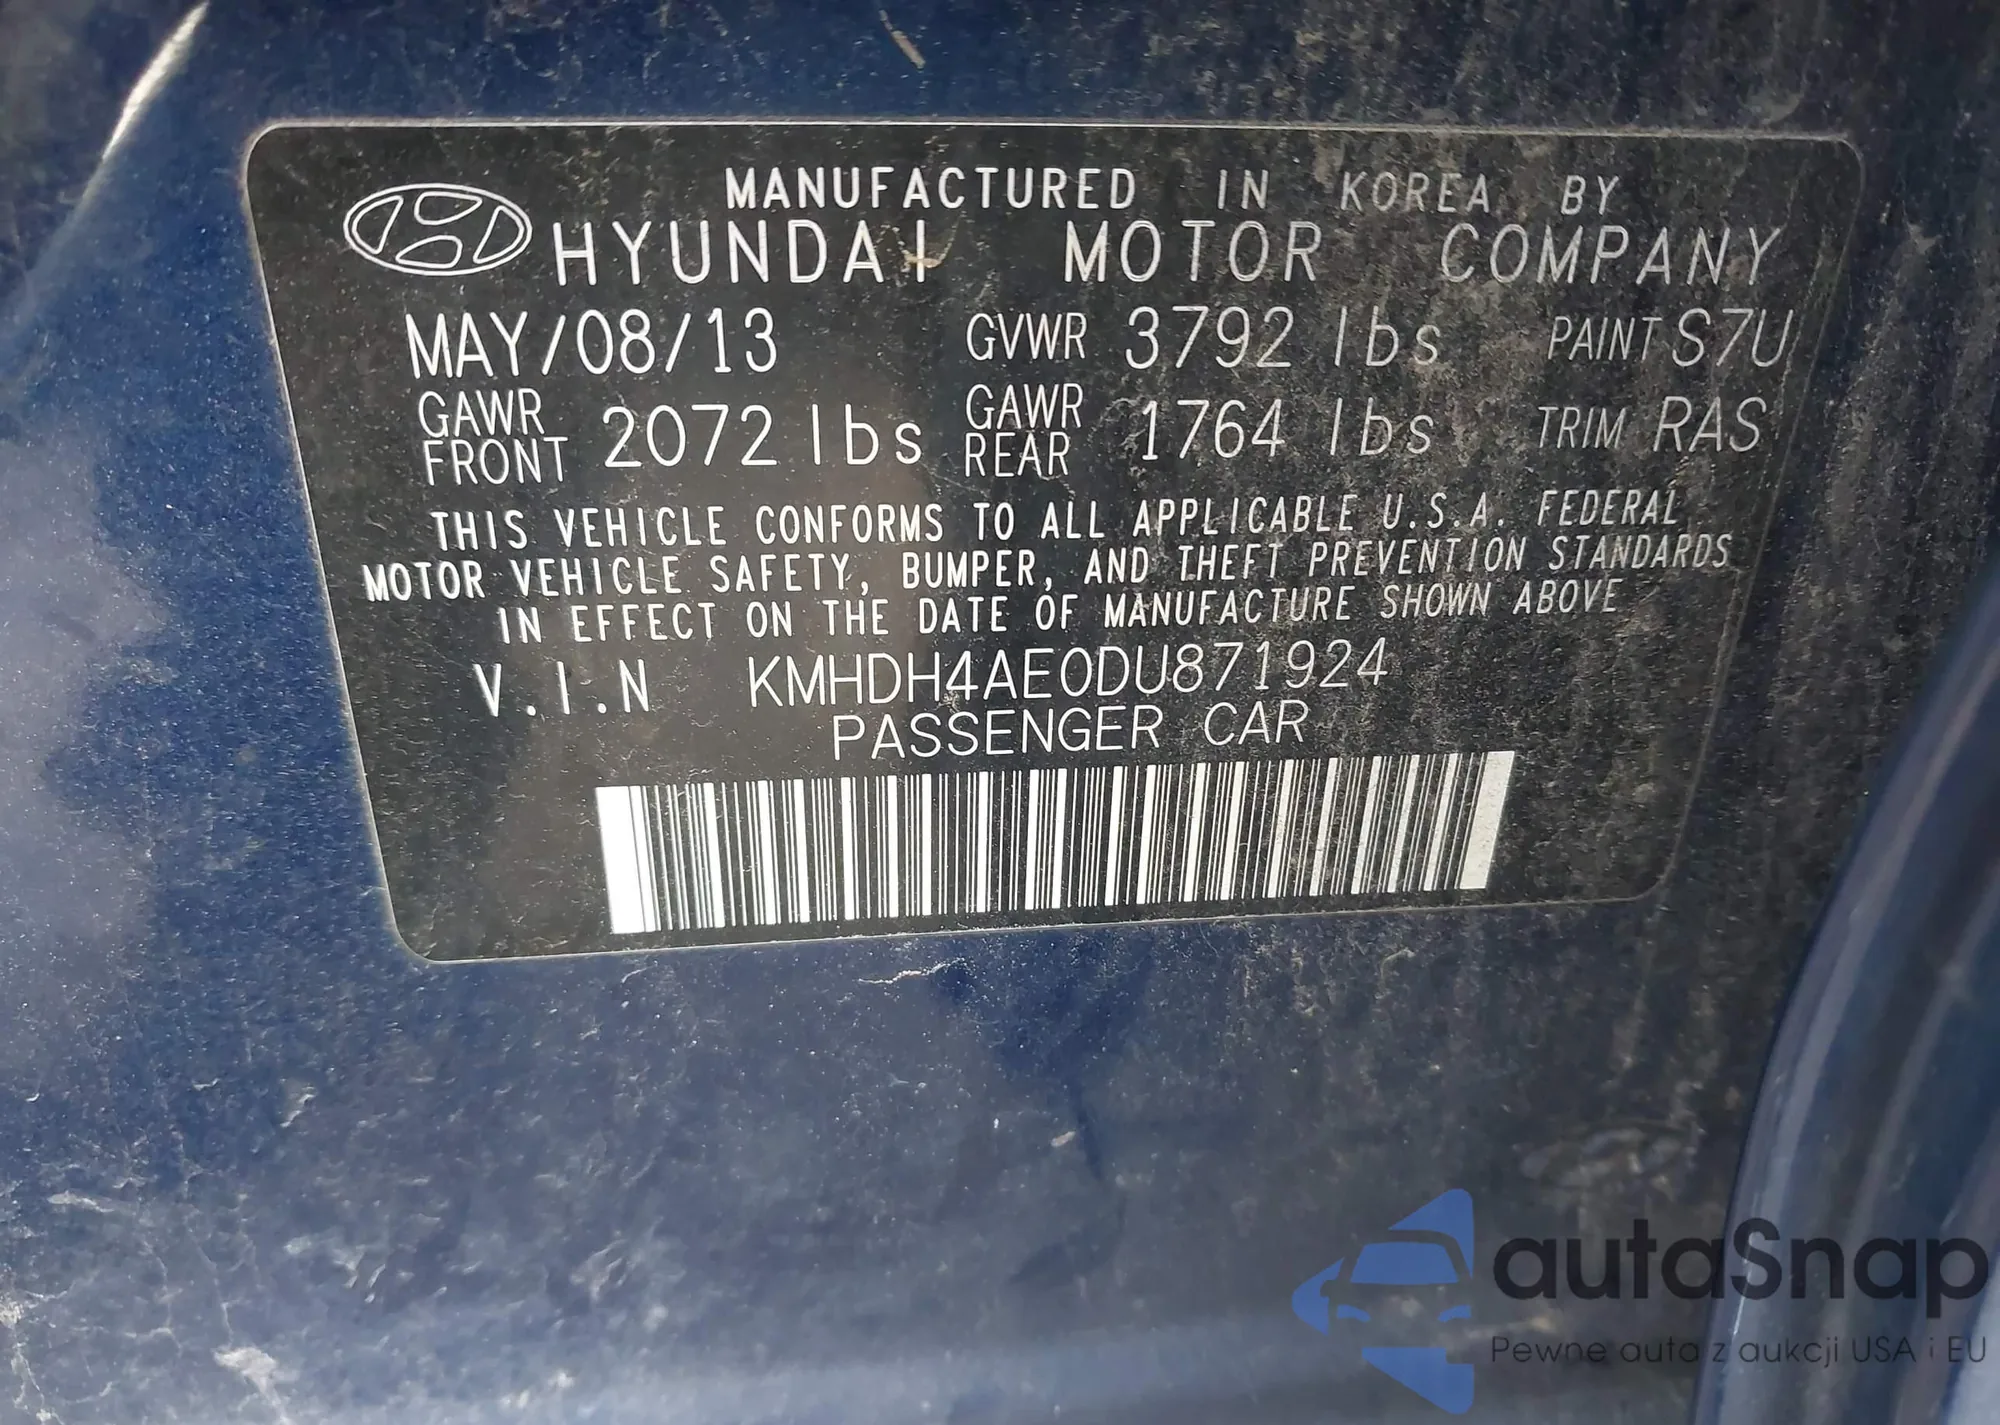 MANUFACTURED IN KOREA BY
HYUNDAI MOTOR COMPANY
MAY/08/13 GVWR 3792 lbs PAINT S7U
GAWR FRONT 2072 lbs GAWR REAR 1764 lbs TRIM RAS
THIS VEHICLE CONFORMS TO ALL APPLICABLE U.S.A. FEDERAL
MOTOR VEHICLE SAFETY, BUMPER, AND THEFT PREVENTION STANDARDS
IN EFFECT ON THE DATE OF MANUFACTURE SHOWN ABOVE
V.I.N KMHDH4AE0DU871924
PASSENGER CAR
autaSnap
Pewne auta z aukcji USA i EU